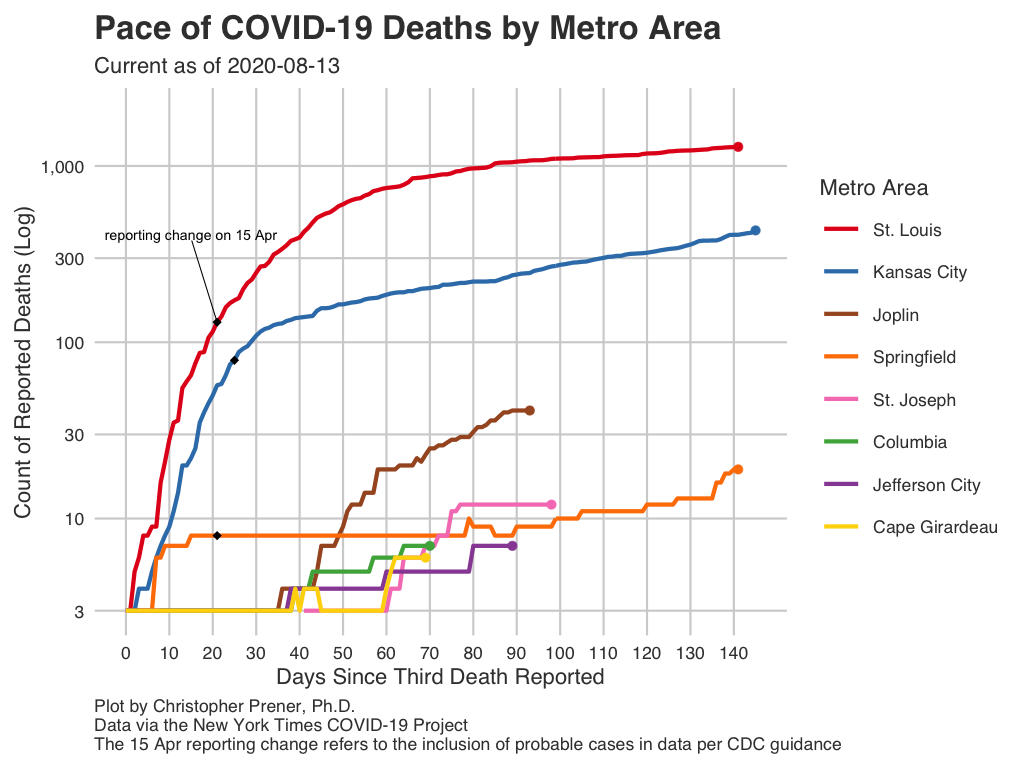 Pace of COVID-19 Deaths by Metro Area
Current as of 2020-08-13
Count of Reported Deaths (Log)
1,000
300
100
30
10
3
reporting change on 15 Apr
0 10 20 30 40 50 60 70 80 90 100 110 120 130 140
Days Since Third Death Reported
Metro Area
St. Louis
Kansas City
Joplin
Springfield
St. Joseph
Columbia
Jefferson City
Cape Girardeau
Plot by Christopher Prener, Ph.D.
Data via the New York Times COVID-19 Project
The 15 Apr reporting change refers to the inclusion of probable cases in data per CDC guidance